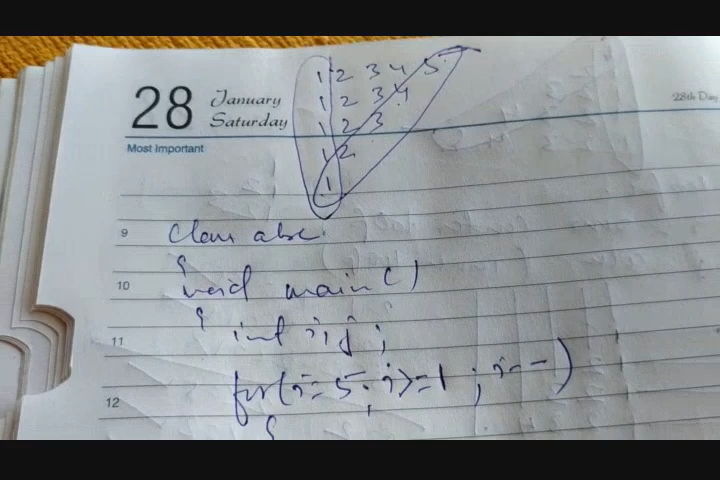 1 2 3 4 5
28 January
1 2 3 4
28th Day
Saturday
1 2 3
Most Important
1 2
1
9 class abc
{
10 void main()
{ int i,j;
11
for(i=5; i>=1; i--)
12
{